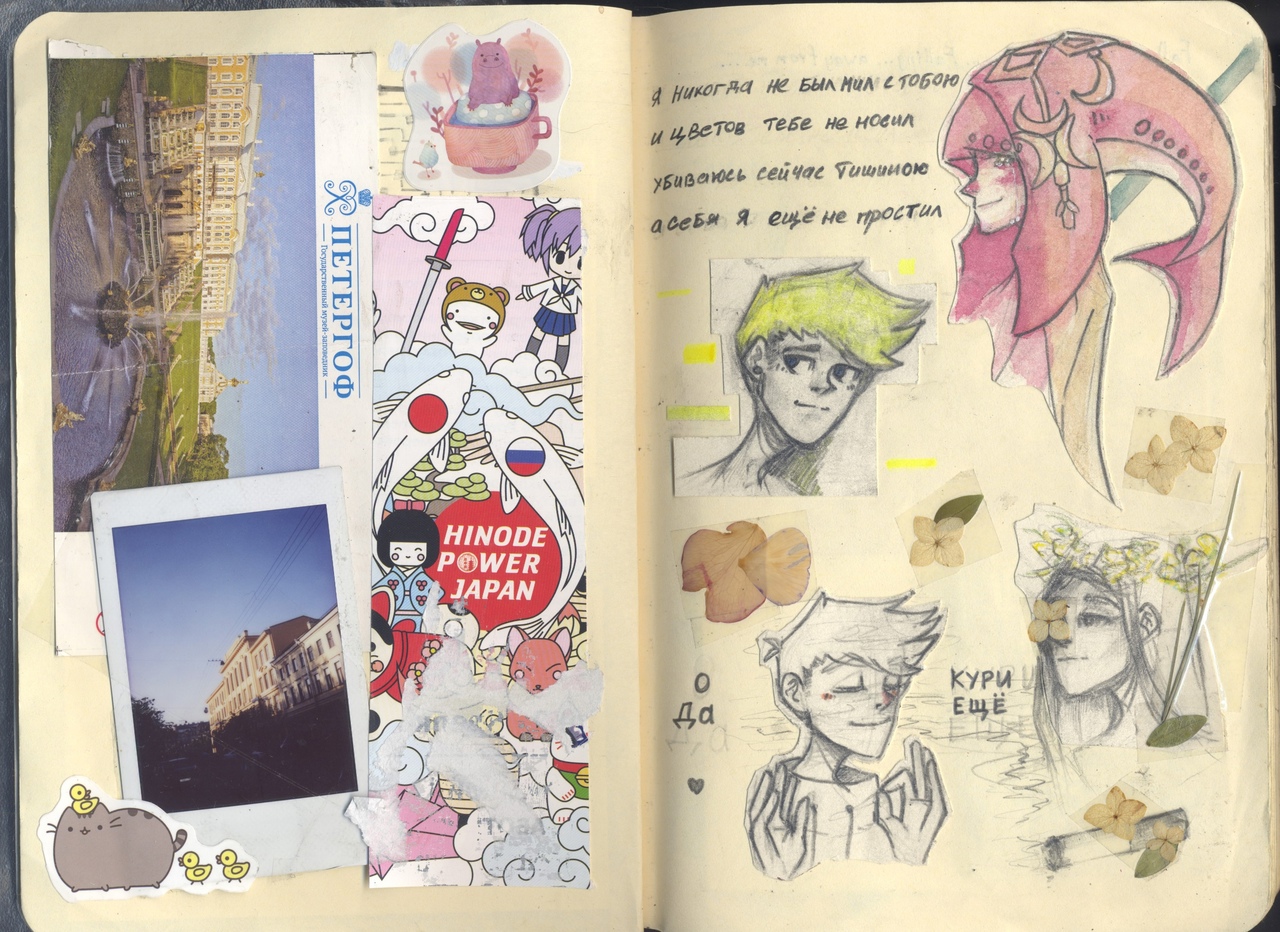 ПЕТЕРГОФ
Государственный музей-заповедник
HINODE
POWER
JAPAN
Я НИКОГДА НЕ БЫЛ МИЛ С ТОБОЮ
И ЦВЕТОВ ТЕБЕ НЕ НОСИЛ
УБИВАЮСЬ СЕЙЧАС ТИШИНОЮ
А СЕБЯ Я ЕЩЁ НЕ ПРОСТИЛ
О
Да
КУРИ
ЕЩЁ